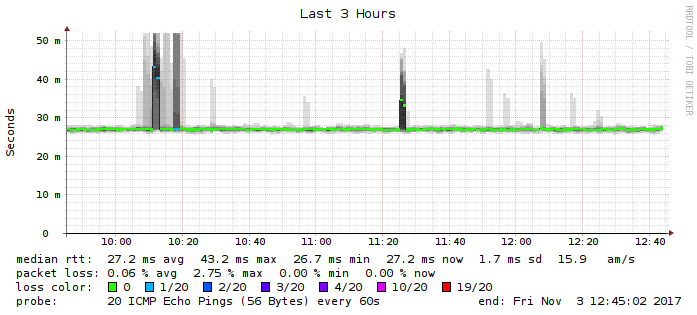 Last 3 Hours
RRDTOOL / TOBI OETIKER
Seconds
50 m
40 m
30 m
20 m
10 m
0
10:00 10:20 10:40 11:00 11:20 11:40 12:00 12:20 12:40
median rtt: 27.2 ms avg 43.2 ms max 26.7 ms min 27.2 ms now 1.7 ms sd 15.9 am/s
packet loss: 0.06 % avg 2.75 % max 0.00 % min 0.00 % now
loss color: 0 1/20 2/20 3/20 4/20 10/20 19/20
probe: 20 ICMP Echo Pings (56 Bytes) every 60s end: Fri Nov 3 12:45:02 2017